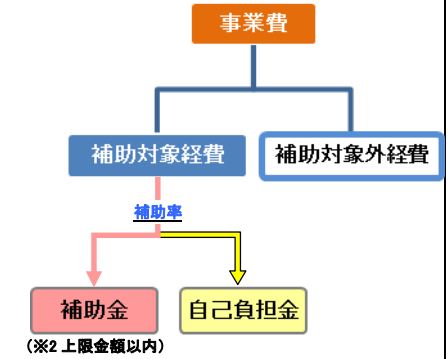 事業費
補助対象経費
補助対象外経費
補助率
補助金
自己負担金
(※2 上限金額以内)